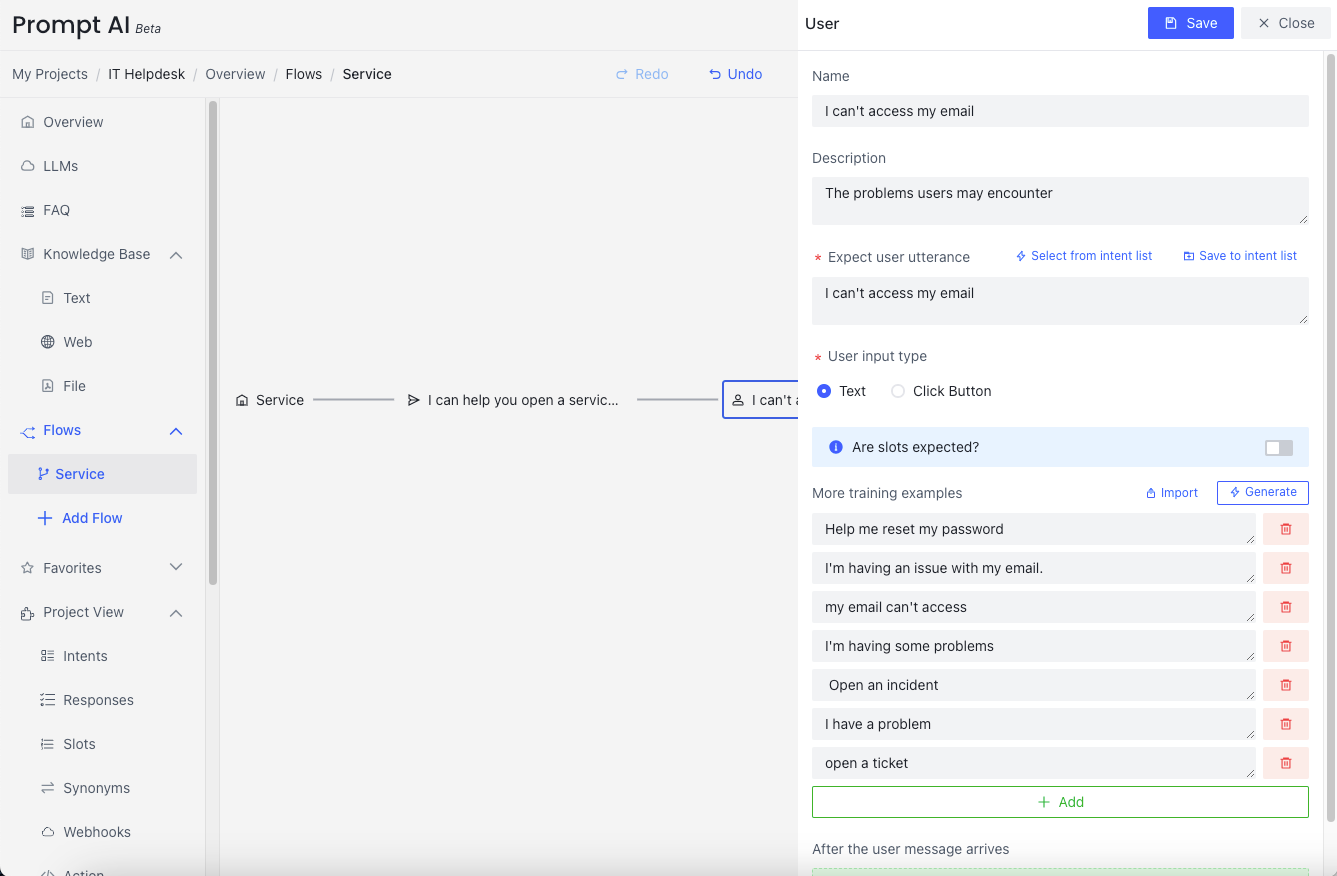 Prompt AI Beta
User
Save
Close
My Projects / IT Helpdesk / Overview / Flows / Service
Redo
Undo
Overview
LLMs
FAQ
Knowledge Base
Text
Web
File
Flows
Service
Add Flow
Favorites
Project View
Intents
Responses
Slots
Synonyms
Webhooks
Action
Service
I can help you open a servic...
I can't a
Name
I can't access my email
Description
The problems users may encounter
* Expect user utterance
Select from intent list
Save to intent list
I can't access my email
* User input type
Text
Click Button
Are slots expected?
More training examples
Import
Generate
Help me reset my password
I'm having an issue with my email.
my email can't access
I'm having some problems
Open an incident
I have a problem
open a ticket
+ Add
After the user message arrives